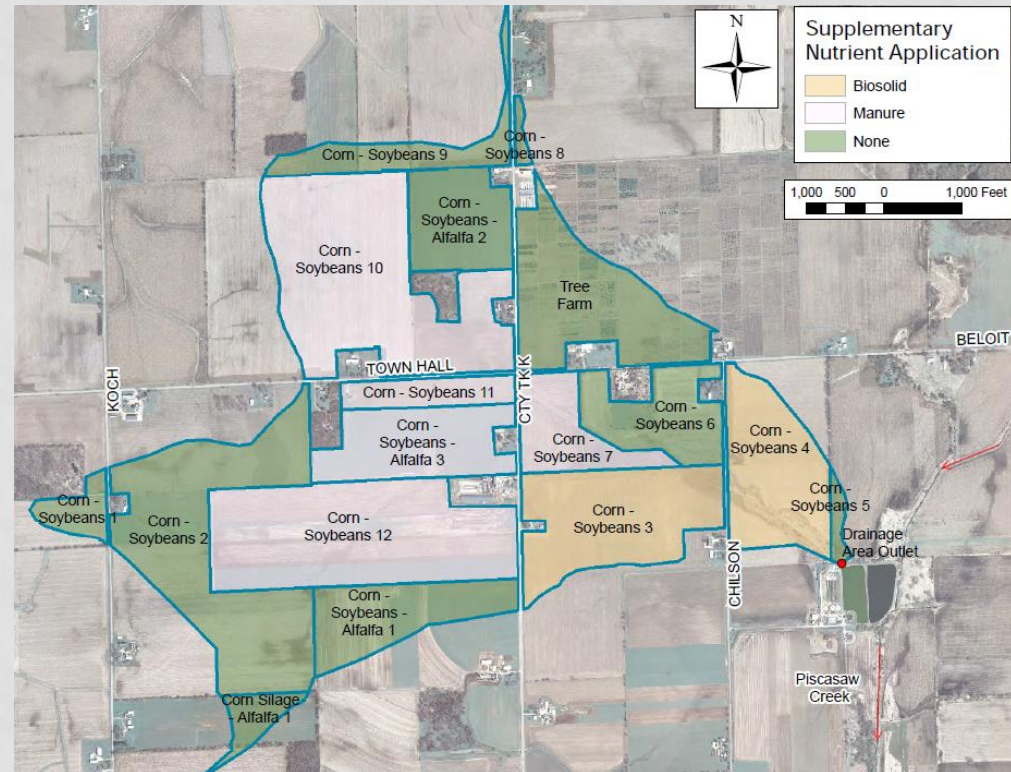 N
Supplementary
Nutrient Application
Biosolid
Manure
None
1,000 500 0 1,000 Feet
Corn - Soybeans 9
Corn -
Soybeans 8
Corn -
Soybeans -
Alfalfa 2
Corn -
Soybeans 10
Tree
Farm
BELOIT
TOWN HALL
KOCH
CTY TK K
Corn - Soybeans 11
Corn -
Soybeans -
Alfalfa 3
Corn -
Soybeans 7
Corn -
Soybeans 6
Corn -
Soybeans 4
Corn -
Soybeans 5
Corn -
Soybeans 1
Corn -
Soybeans 2
Corn -
Soybeans 12
Corn -
Soybeans 3
Drainage
Area Outlet
CHILSON
Corn -
Soybeans -
Alfalfa 1
Corn Silage
- Alfalfa 1
Piscasaw
Creek